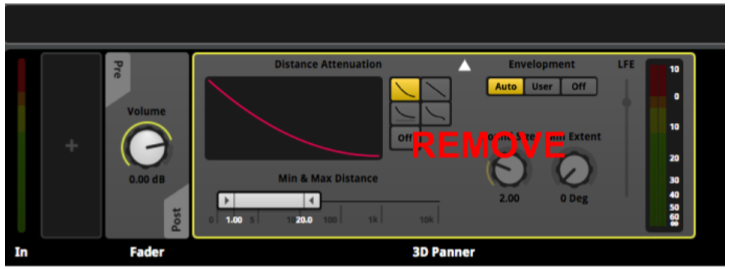 Pre
Volume
0.00 dB
Post
Distance Attenuation
Off
Min & Max Distance
0 1.00 5 10 20.0 100 1k 10k
Envelopment
Auto User Off
REMOVE
Extent
2.00 0 Deg
LFE
10
0
10
20
30
40
50
60
∞
In Fader 3D Panner